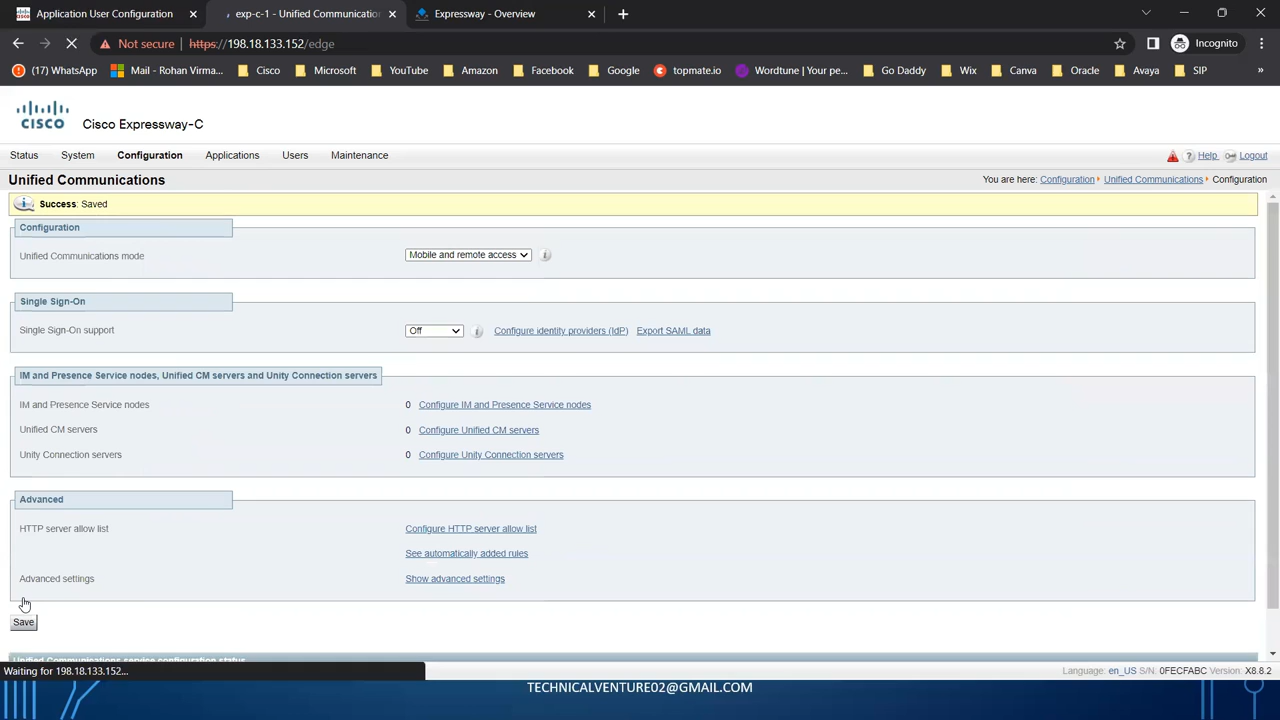 Application User Configuration
exp-c-1 - Unified Communication
Expressway - Overview
Not secure https://198.18.133.152/edge Incognito
(17) WhatsApp Mail - Rohan Virma... Cisco Microsoft YouTube Amazon Facebook Google topmate.io Wordtune | Your pe... Go Daddy Wix Canva Oracle Avaya SIP »
CISCO Cisco Expressway-C
Status System Configuration Applications Users Maintenance Help Logout
Unified Communications You are here: Configuration Unified Communications Configuration
Success: Saved
Configuration
Unified Communications mode Mobile and remote access
Single Sign-On
Single Sign-On support Off Configure identity providers (IdP) Export SAML data
IM and Presence Service nodes, Unified CM servers and Unity Connection servers
IM and Presence Service nodes 0 Configure IM and Presence Service nodes
Unified CM servers 0 Configure Unified CM servers
Unity Connection servers 0 Configure Unity Connection servers
Advanced
HTTP server allow list Configure HTTP server allow list
See automatically added rules
Advanced settings Show advanced settings
Save
Unified Communications service configuration status
Waiting for 198.18.133.152... Language: en_US S/N: 0FECFABC Version: X8.8.2
TECHNICALVENTURE02@GMAIL.COM